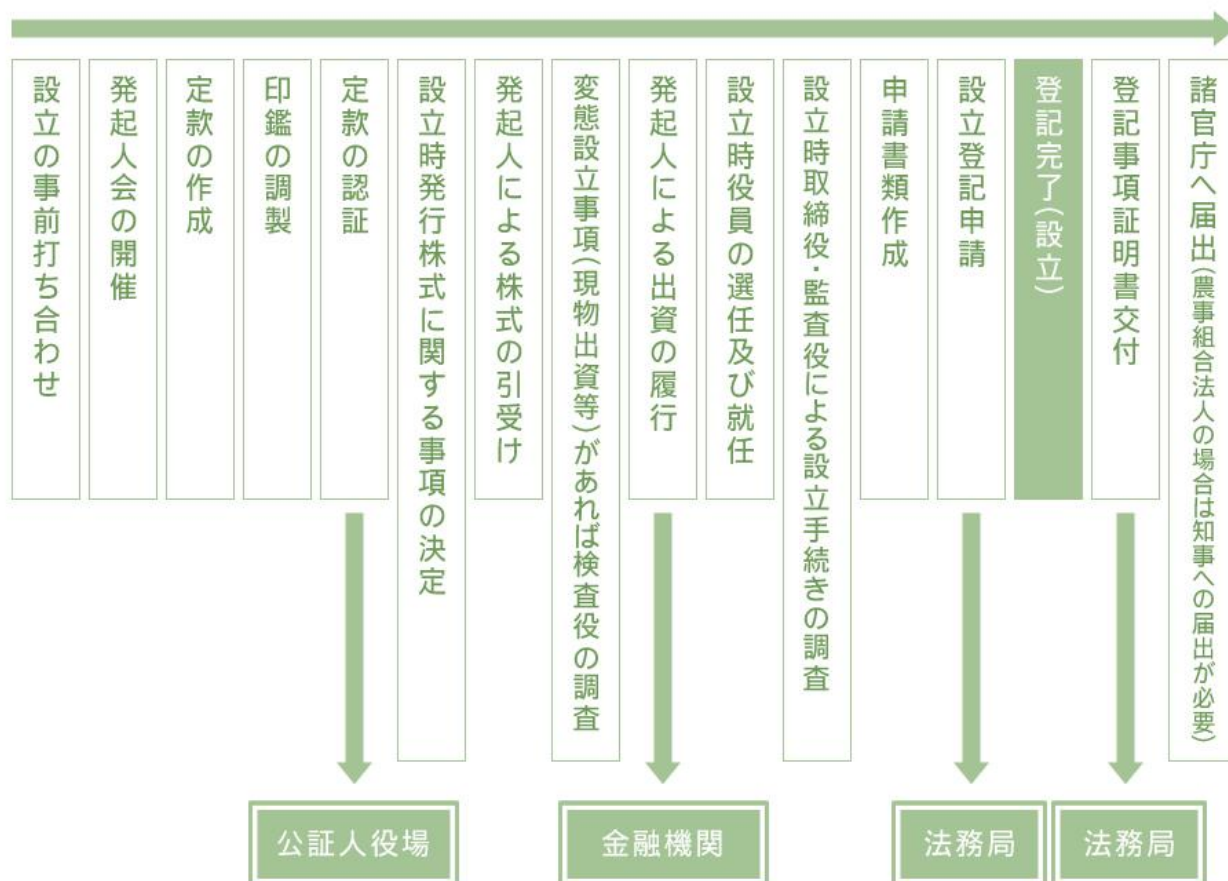 設立の事前打ち合わせ
発起人会の開催
定款の作成
印鑑の調製
定款の認証
設立時発行株式に関する事項の決定
発起人による株式の引受け
変態設立事項(現物出資等)があれば検査役の調査
発起人による出資の履行
設立時役員の選任及び就任
設立時取締役・監査役による設立手続きの調査
申請書類作成
設立登記申請
登記完了(設立)
登記事項証明書交付
諸官庁へ届出(農事組合法人の場合は知事への届出が必要)
公証人役場
金融機関
法務局
法務局